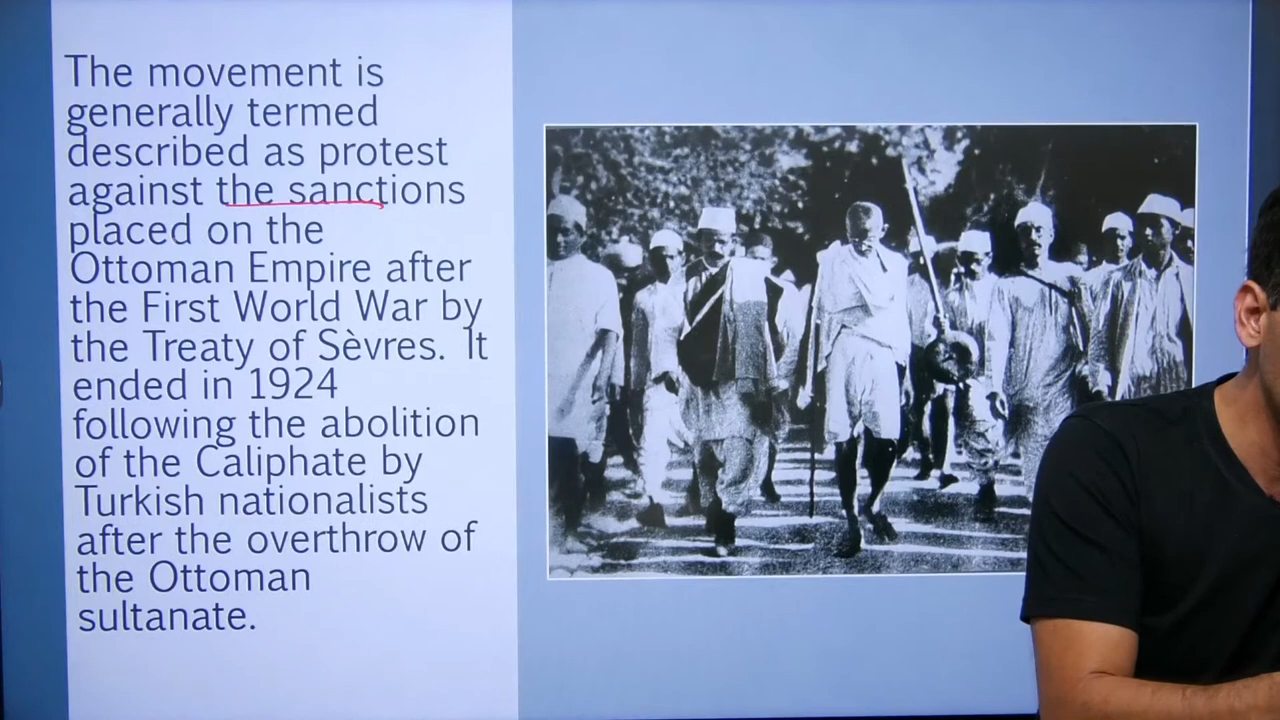 The movement is
generally termed
described as protest
against the sanctions
placed on the
Ottoman Empire after
the First World War by
the Treaty of Sèvres. It
ended in 1924
following the abolition
of the Caliphate by
Turkish nationalists
after the overthrow of
the Ottoman
sultanate.